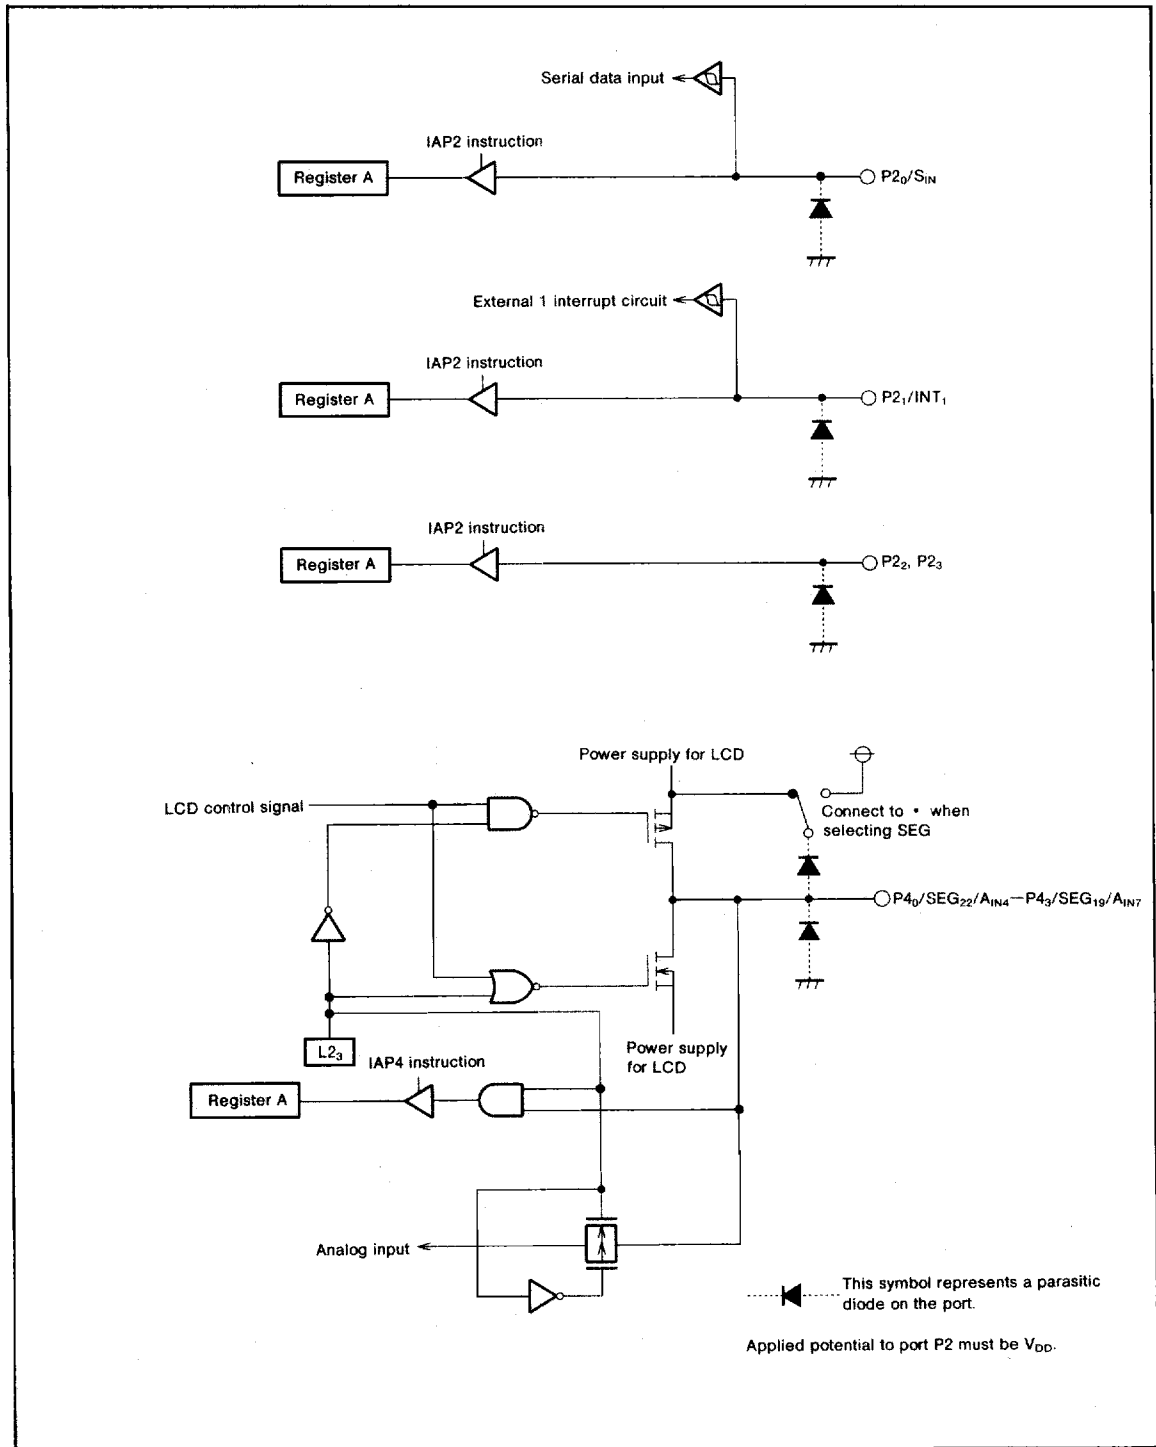 Serial data input
IAP2 instruction
Register A
P2₀/S_IN
External 1 interrupt circuit
IAP2 instruction
Register A
P2₁/INT₁
IAP2 instruction
Register A
P2₂, P2₃
Power supply for LCD
LCD control signal
Connect to • when
selecting SEG
P4₀/SEG₂₂/A_IN4—P4₃/SEG₁₉/A_IN7
L2₃
Power supply
for LCD
IAP4 instruction
Register A
Analog input
This symbol represents a parasitic
diode on the port.
Applied potential to port P2 must be V_DD.